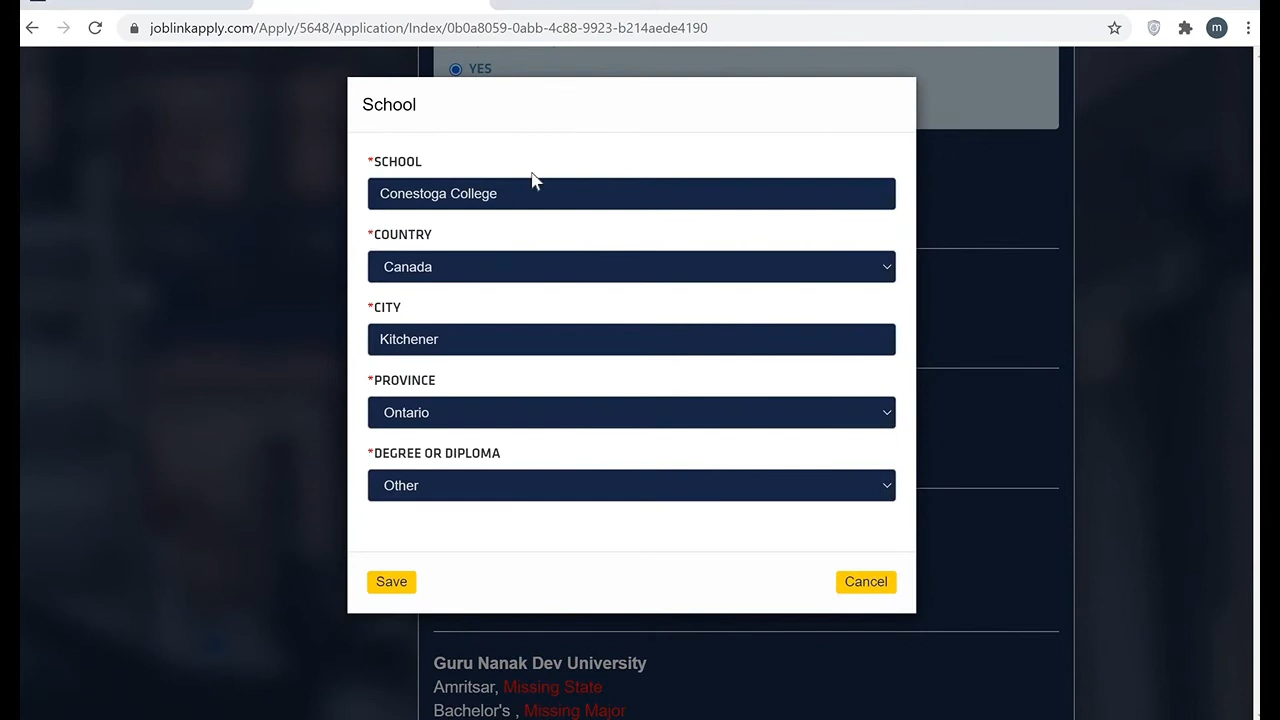 joblinkapply.com/Apply/5648/Application/Index/0b0a8059-0abb-4c88-9923-b214aede4190
m
YES
School
*SCHOOL
Conestoga College
*COUNTRY
Canada
*CITY
Kitchener
*PROVINCE
Ontario
*DEGREE OR DIPLOMA
Other
Save
Cancel
Guru Nanak Dev University
Amritsar, Missing State
Bachelor's , Missing Major